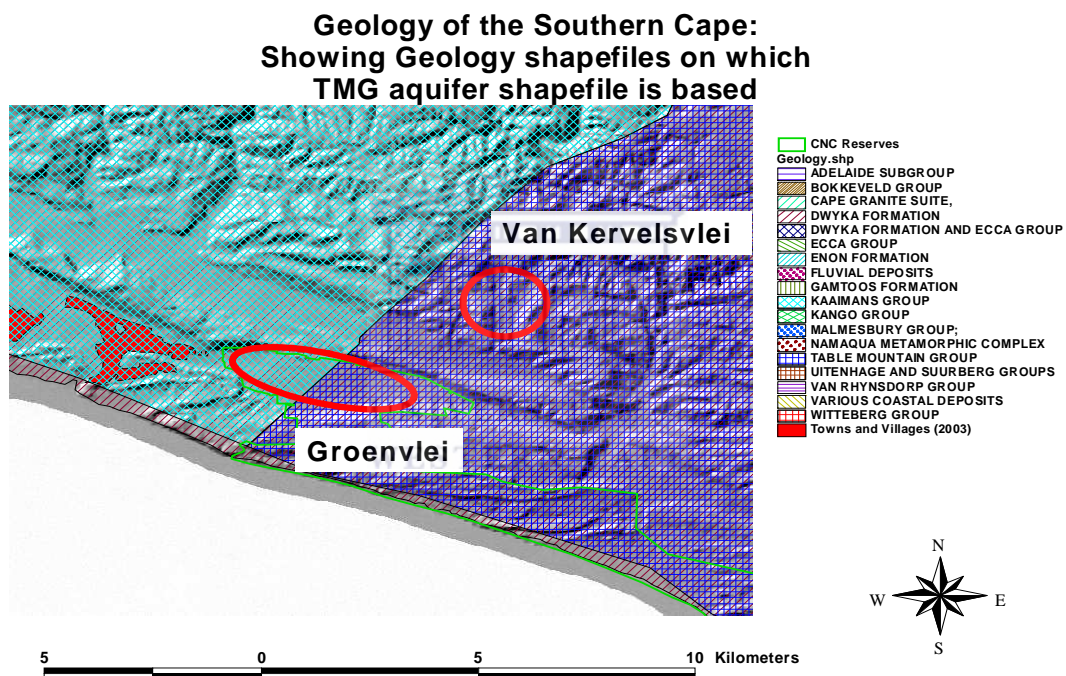 Geology of the Southern Cape:
Showing Geology shapefiles on which
TMG aquifer shapefile is based
CNC Reserves
Geology.shp
ADELAIDE SUBGROUP
BOKKEVELD GROUP
CAPE GRANITE SUITE,
DWYKA FORMATION
DWYKA FORMATION AND ECCA GROUP
ECCA GROUP
ENON FORMATION
FLUVIAL DEPOSITS
GAMTOOS FORMATION
KAAIMANS GROUP
KANGO GROUP
MALMESBURY GROUP;
NAMAQUA METAMORPHIC COMPLEX
TABLE MOUNTAIN GROUP
UITENHAGE AND SUURBERG GROUPS
VAN RHYNSDORP GROUP
VARIOUS COASTAL DEPOSITS
WITTEBERG GROUP
Towns and Villages (2003)
Van Kervelsvlei
Groenvlei
N
W E
S
5 0 5 10 Kilometers